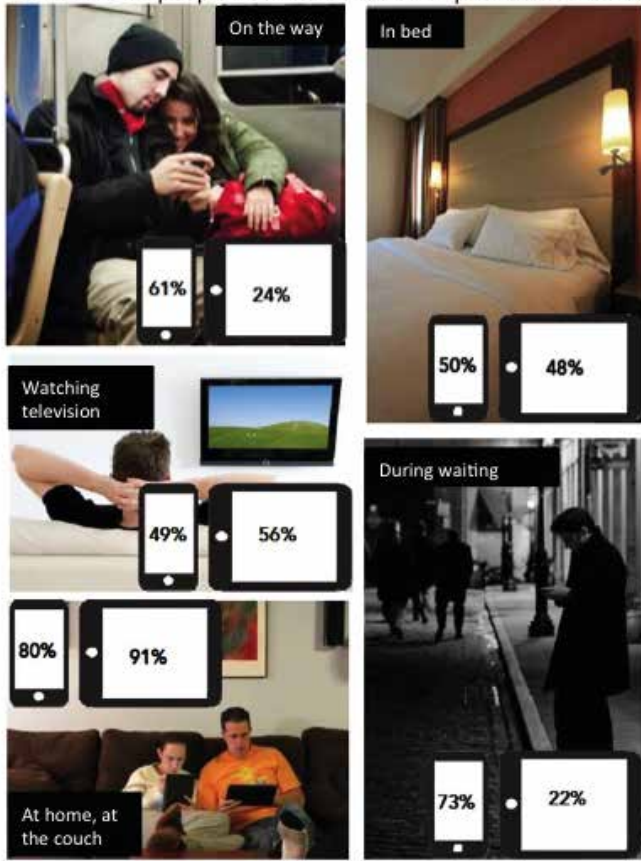 On the way
61%
24%
In bed
50%
48%
Watching
television
49%
56%
During waiting
73%
22%
80%
91%
At home, at
the couch